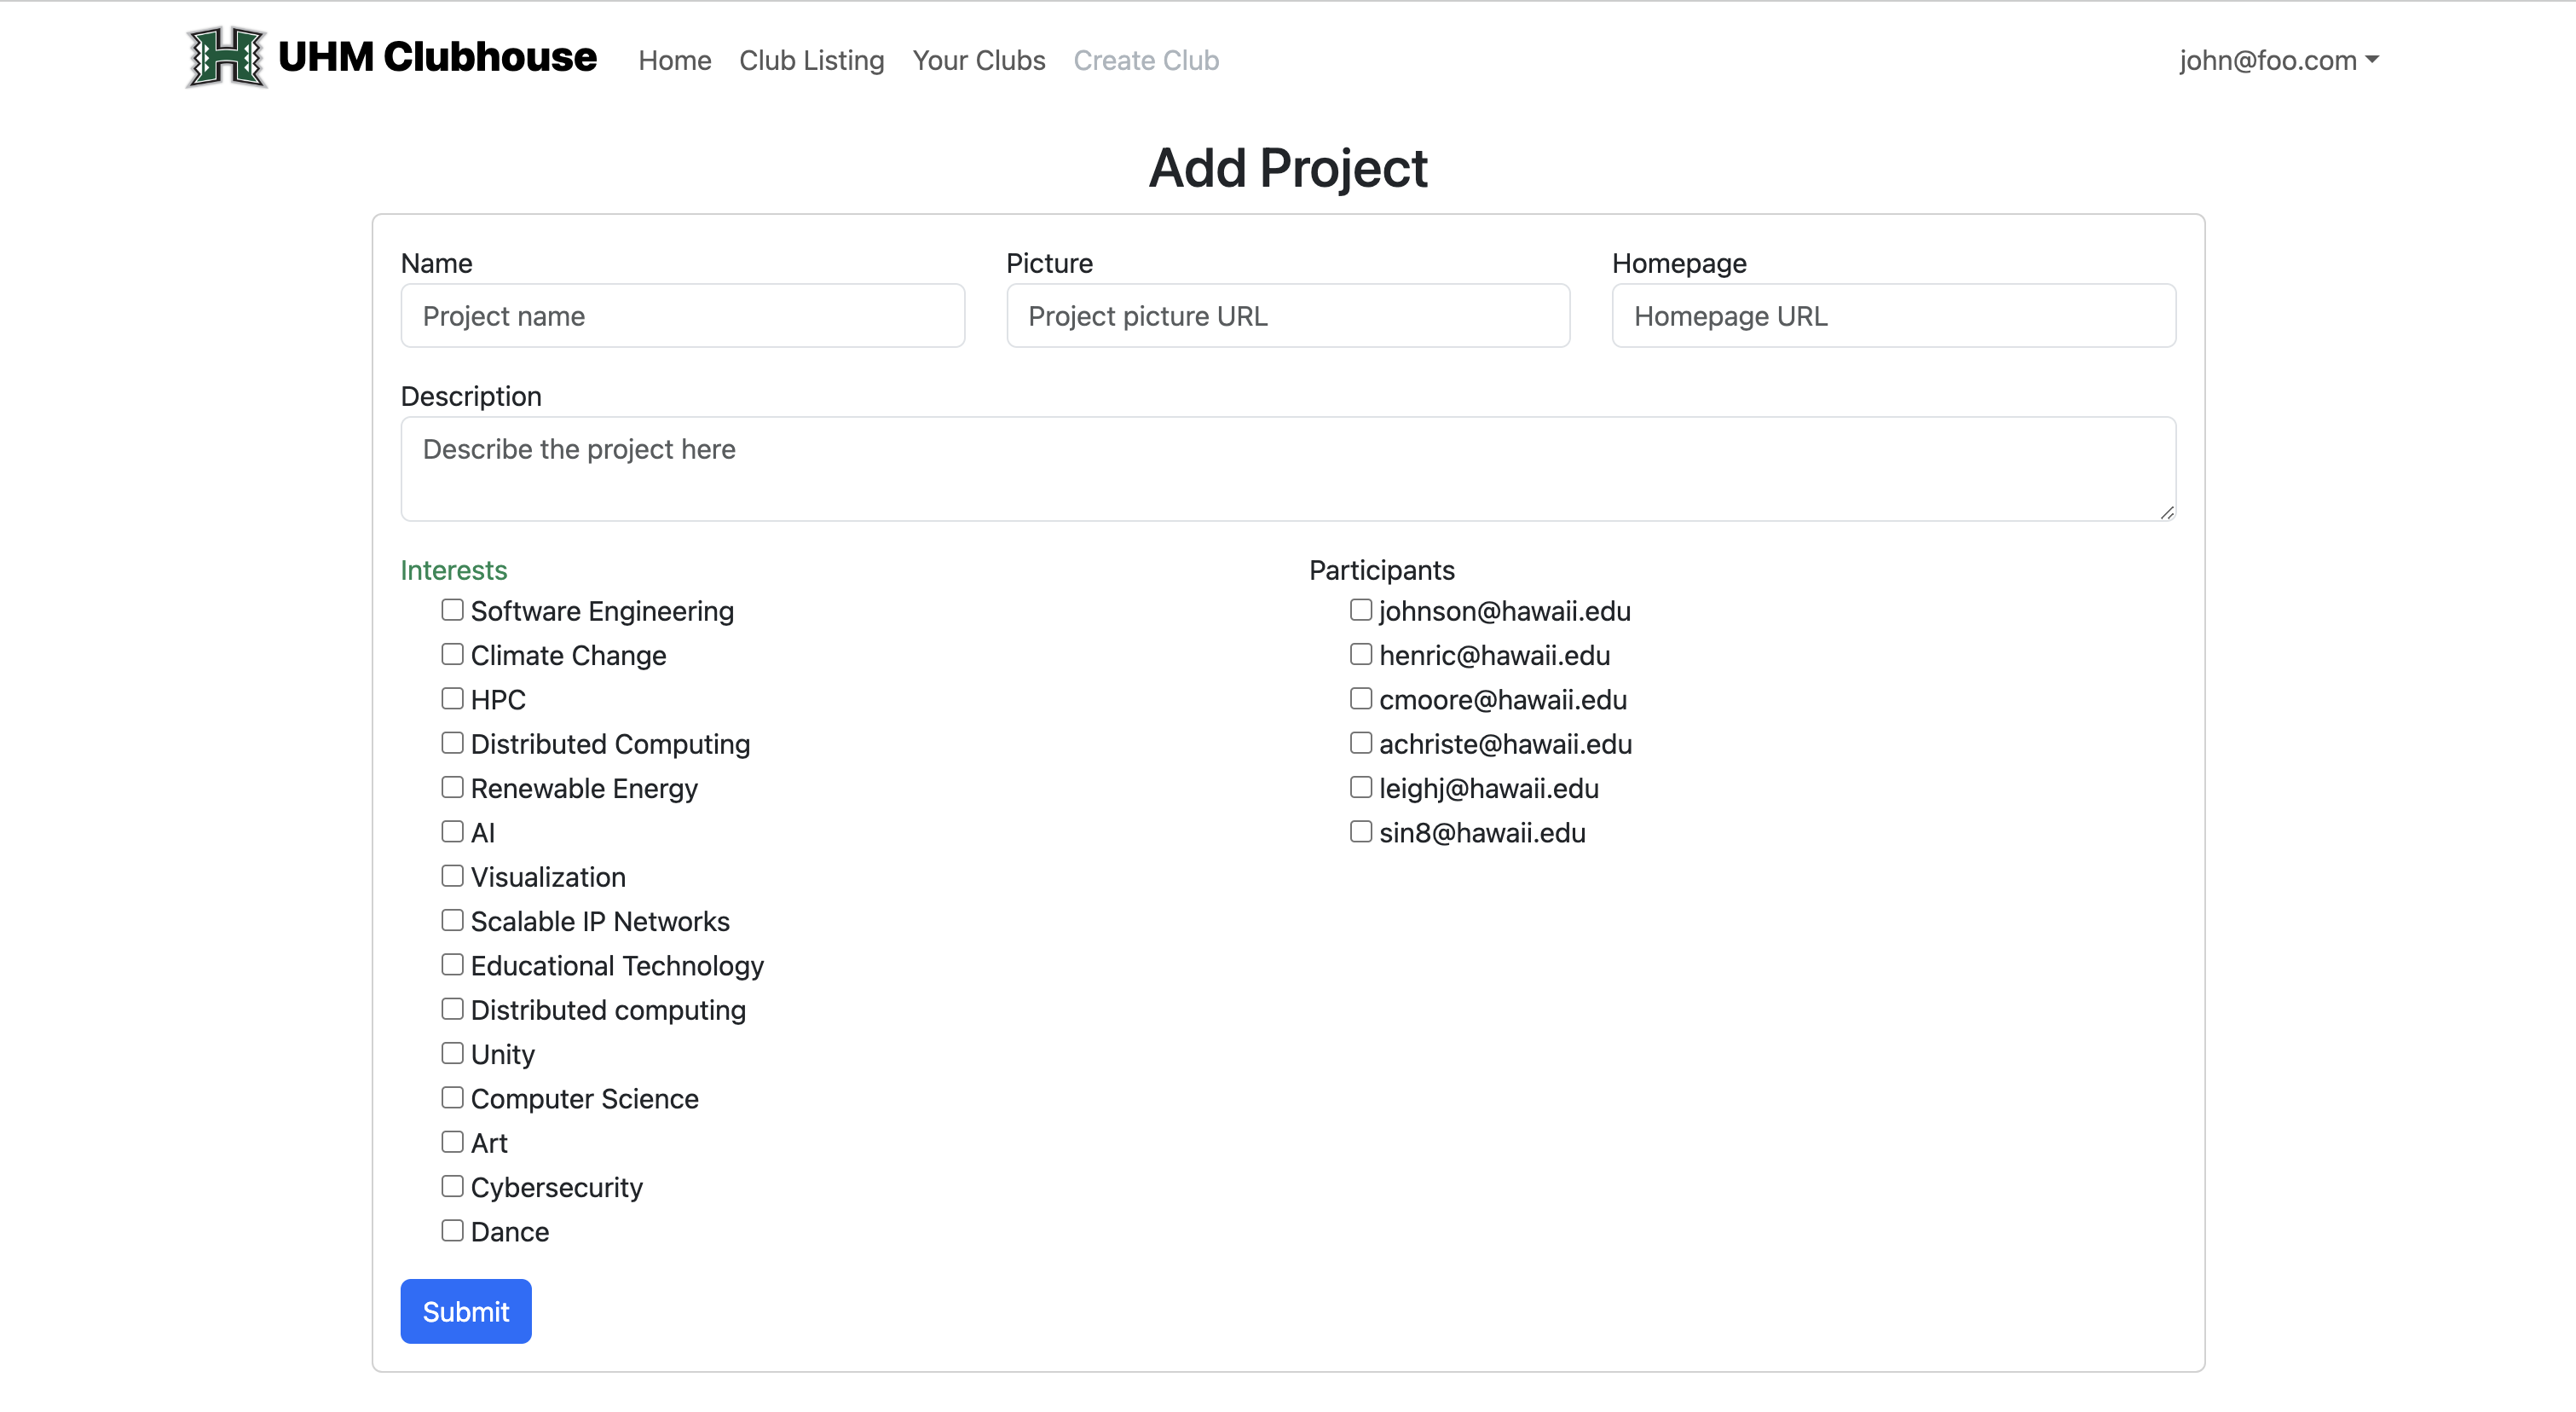 UHM Clubhouse Home Club Listing Your Clubs Create Club john@foo.com
Add Project
Name Picture Homepage
Project name Project picture URL Homepage URL
Description
Describe the project here
Interests
Software Engineering
Climate Change
HPC
Distributed Computing
Renewable Energy
AI
Visualization
Scalable IP Networks
Educational Technology
Distributed computing
Unity
Computer Science
Art
Cybersecurity
Dance
Participants
johnson@hawaii.edu
henric@hawaii.edu
cmoore@hawaii.edu
achriste@hawaii.edu
leighj@hawaii.edu
sin8@hawaii.edu
Submit